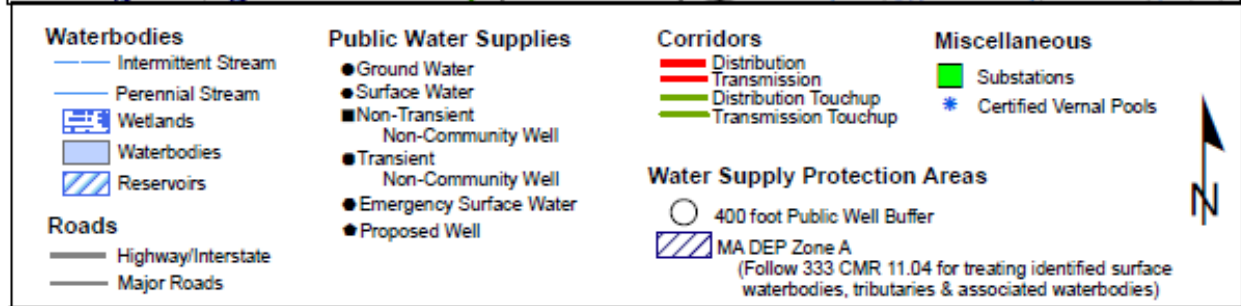 Waterbodies
Intermittent Stream
Perennial Stream
Wetlands
Waterbodies
Reservoirs
Roads
Highway/Interstate
Major Roads
Public Water Supplies
Ground Water
Surface Water
Non-Transient
Non-Community Well
Transient
Non-Community Well
Emergency Surface Water
Proposed Well
Corridors
Distribution
Transmission
Distribution Touchup
Transmission Touchup
Miscellaneous
Substations
Certified Vernal Pools
Water Supply Protection Areas
400 foot Public Well Buffer
MA DEP Zone A
(Follow 333 CMR 11.04 for treating identified surface
waterbodies, tributaries & associated waterbodies)
N